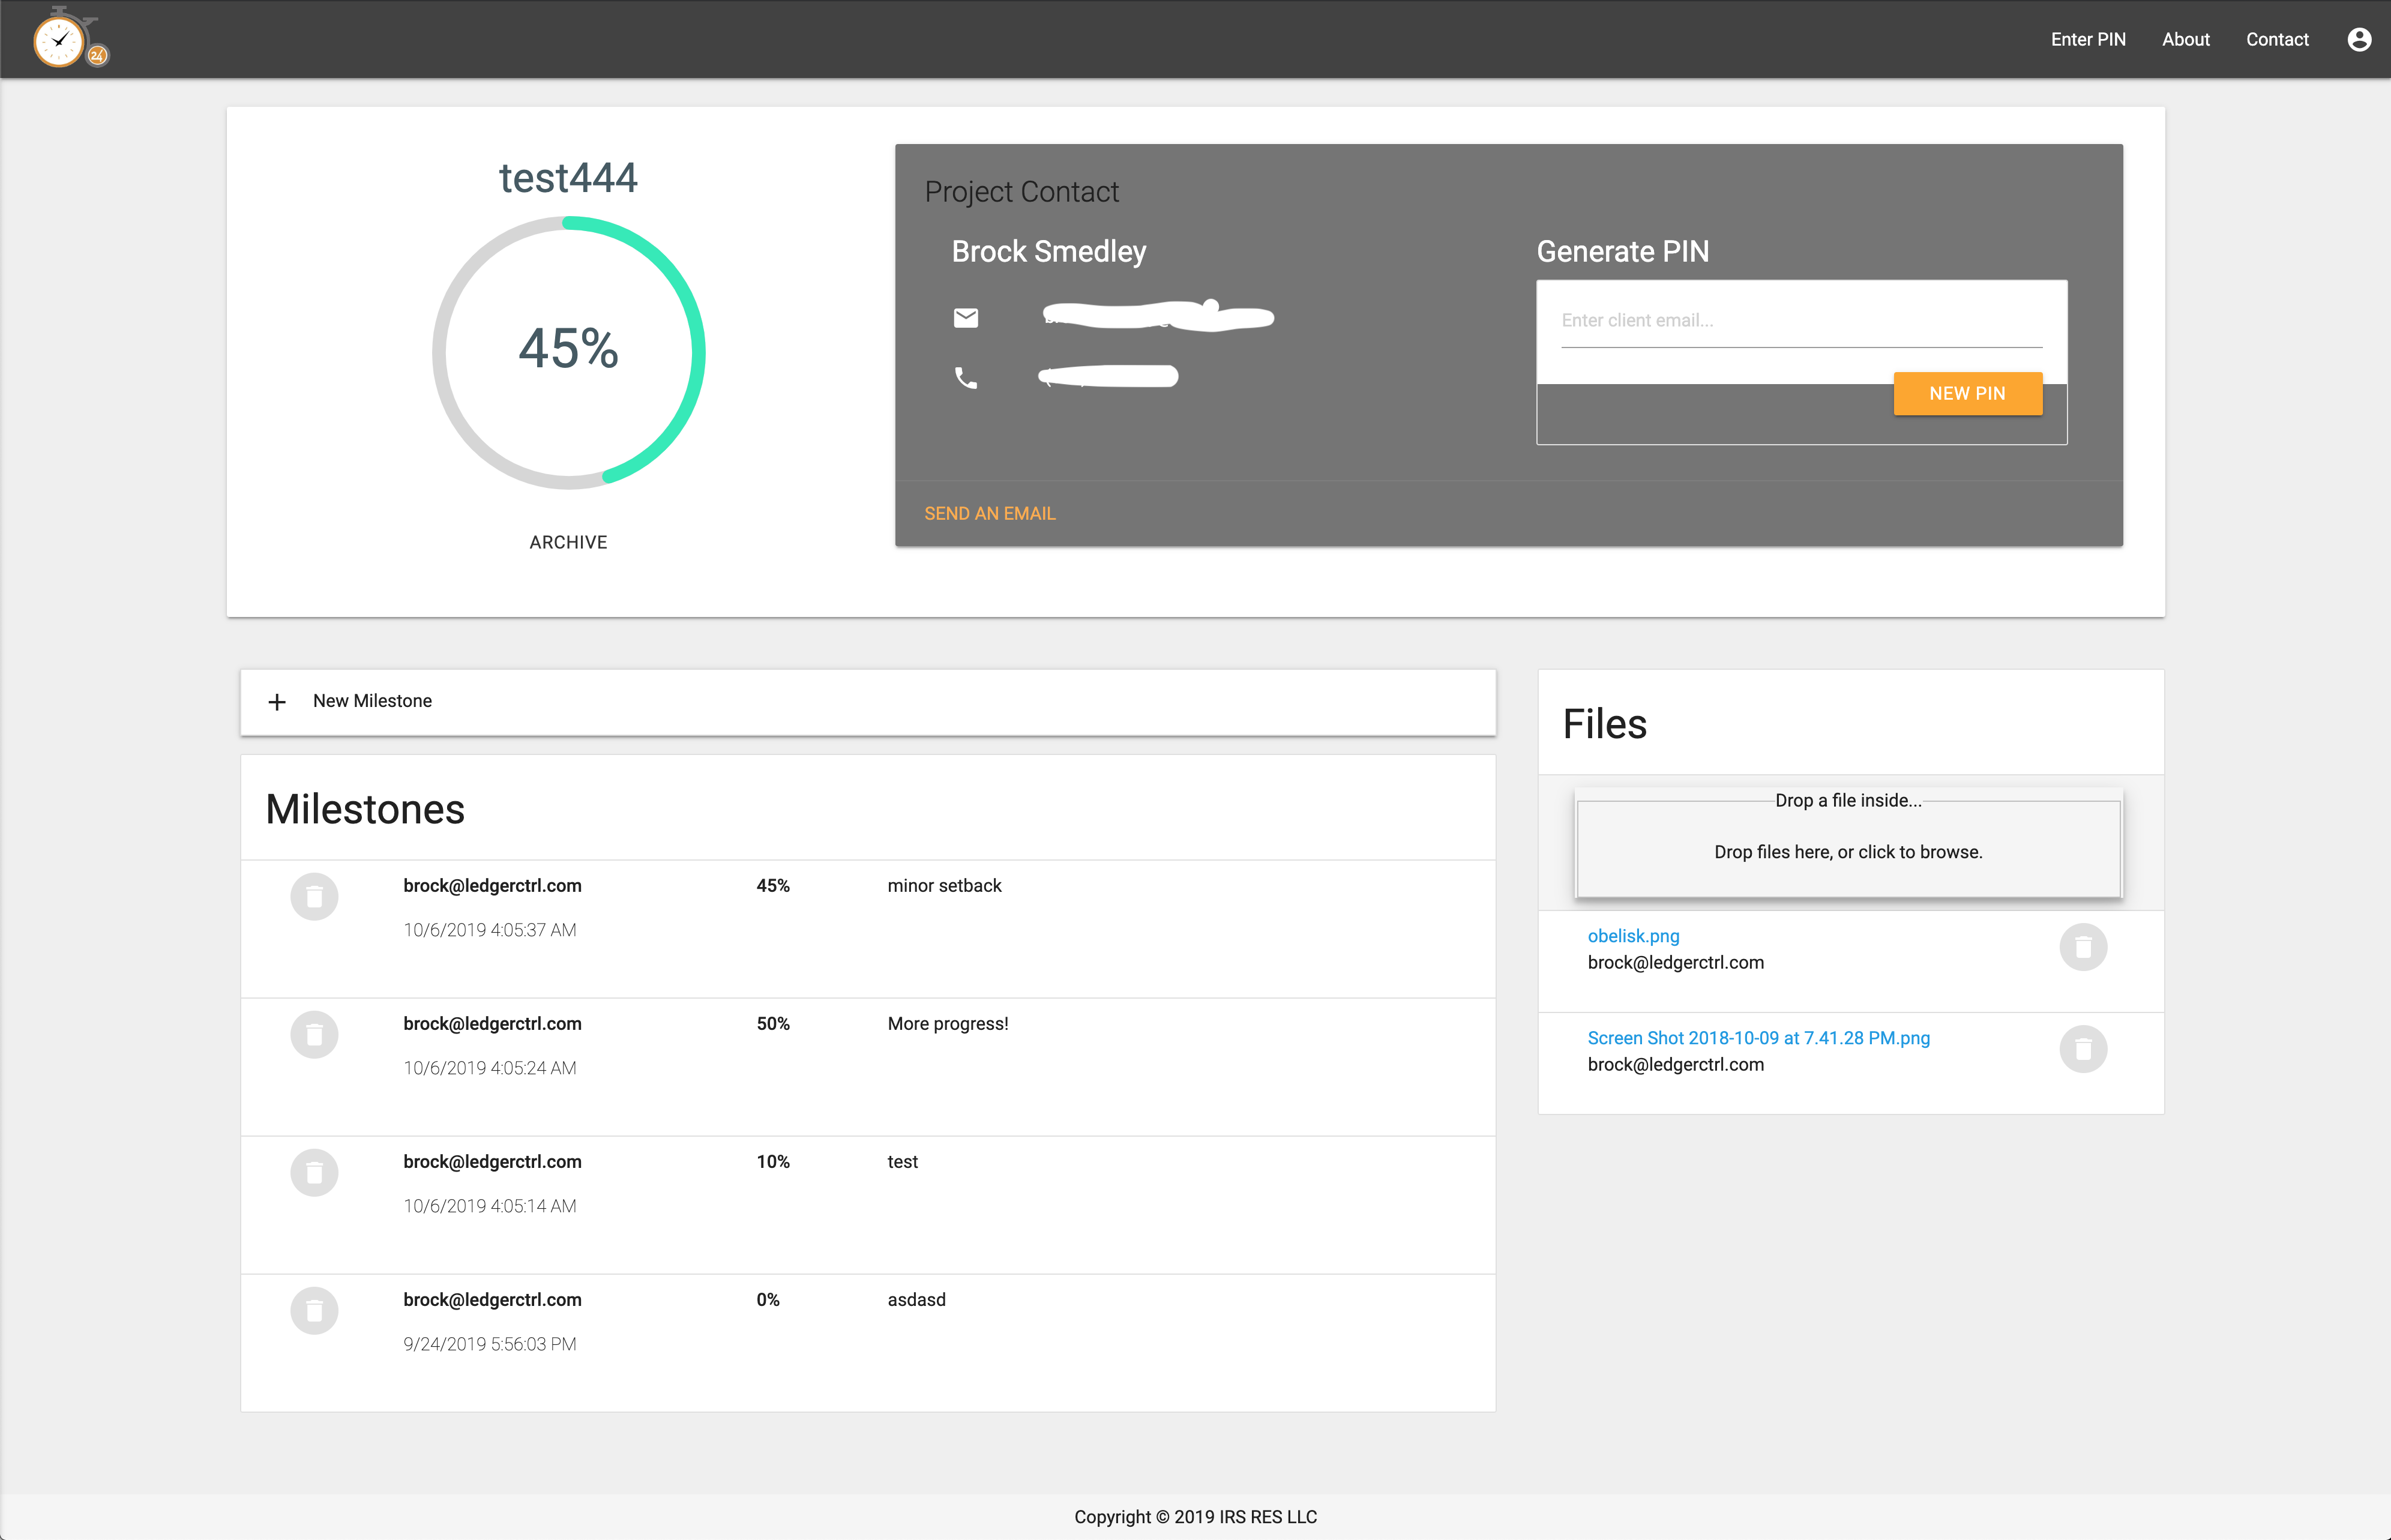 24
Enter PIN About Contact
test444
45%
ARCHIVE
Project Contact
Brock Smedley
SEND AN EMAIL
Generate PIN
Enter client email...
NEW PIN
New Milestone
Milestones
brock@ledgerctrl.com 45% minor setback
10/6/2019 4:05:37 AM
brock@ledgerctrl.com 50% More progress!
10/6/2019 4:05:24 AM
brock@ledgerctrl.com 10% test
10/6/2019 4:05:14 AM
brock@ledgerctrl.com 0% asdasd
9/24/2019 5:56:03 PM
Files
Drop a file inside...
Drop files here, or click to browse.
obelisk.png
brock@ledgerctrl.com
Screen Shot 2018-10-09 at 7.41.28 PM.png
brock@ledgerctrl.com
Copyright © 2019 IRS RES LLC